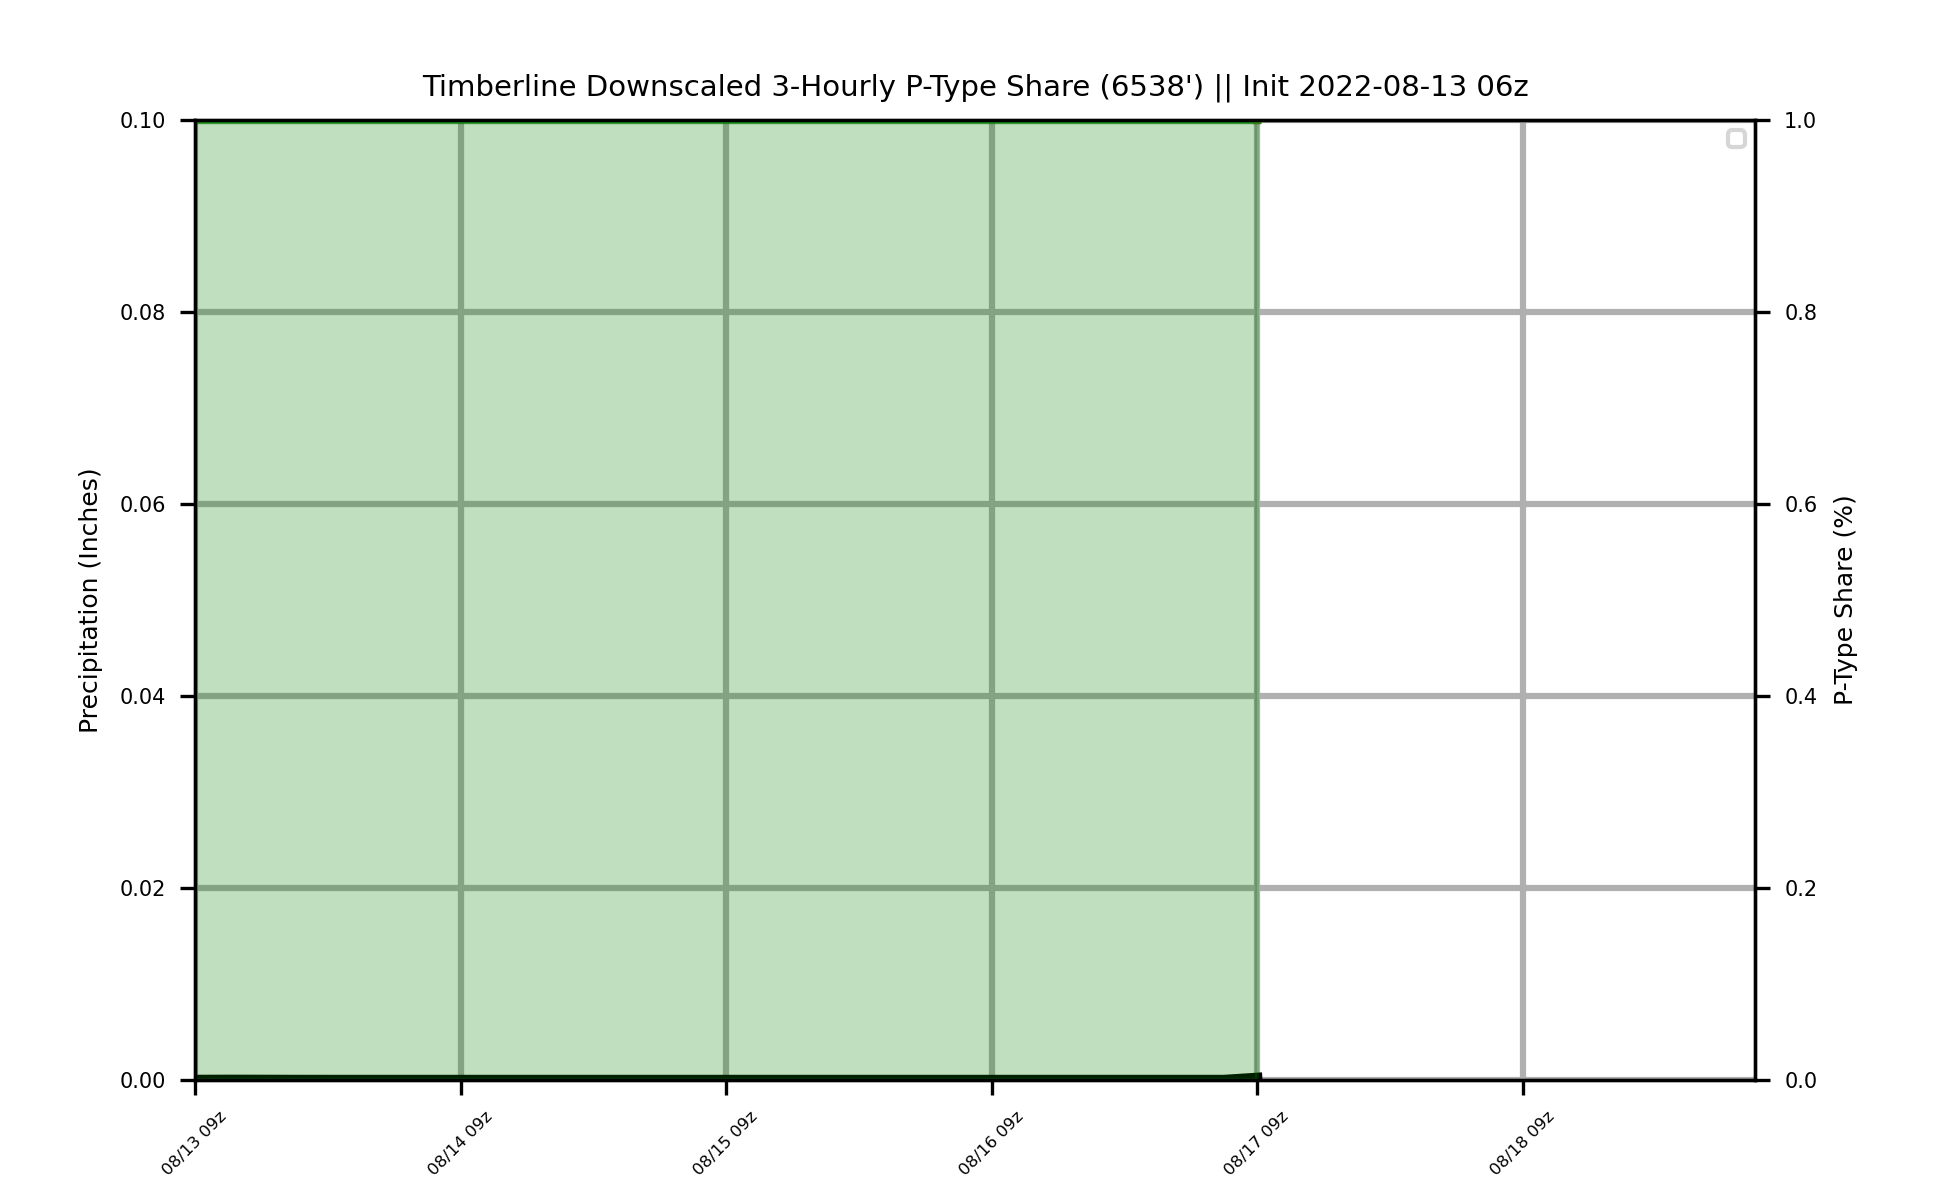 Timberline Downscaled 3-Hourly P-Type Share (6538') || Init 2022-08-13 06z
0.10
0.08
0.06
0.04
0.02
0.00
Precipitation (Inches)
1.0
0.8
0.6
0.4
0.2
0.0
P-Type Share (%)
08/13 09z
08/14 09z
08/15 09z
08/16 09z
08/17 09z
08/18 09z